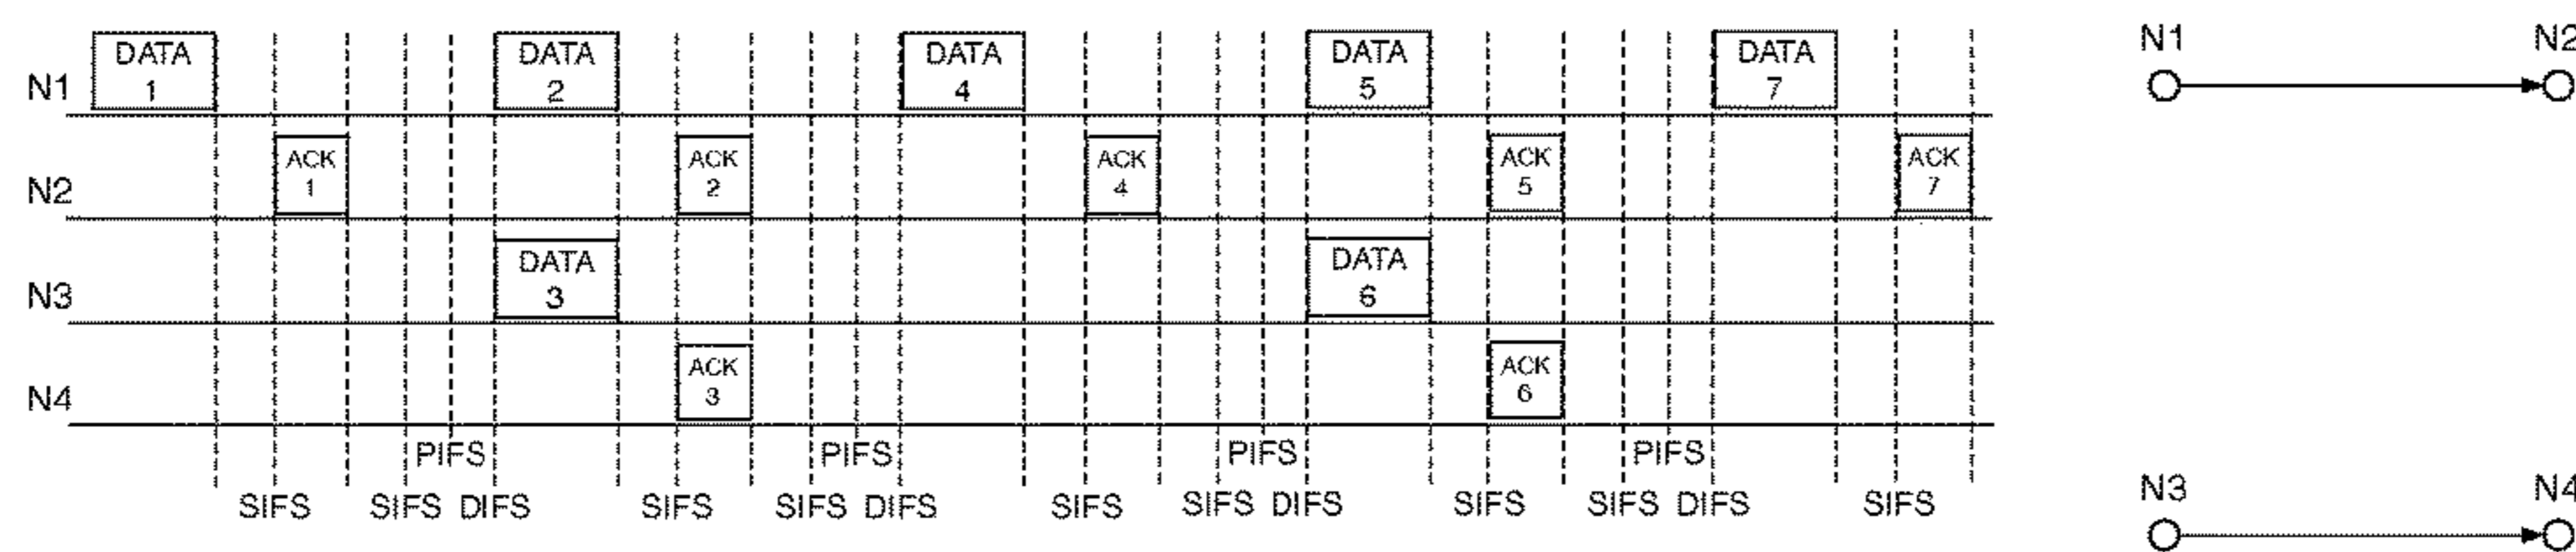 DATA 1
DATA 2
DATA 4
DATA 5
DATA 7
N1
ACK 1
ACK 2
ACK 4
ACK 5
ACK 7
N2
DATA 3
DATA 6
N3
ACK 3
ACK 6
N4
PIFS PIFS PIFS PIFS
SIFS SIFS DIFS SIFS SIFS DIFS SIFS SIFS DIFS SIFS SIFS DIFS SIFS
N1 N2
N3 N4